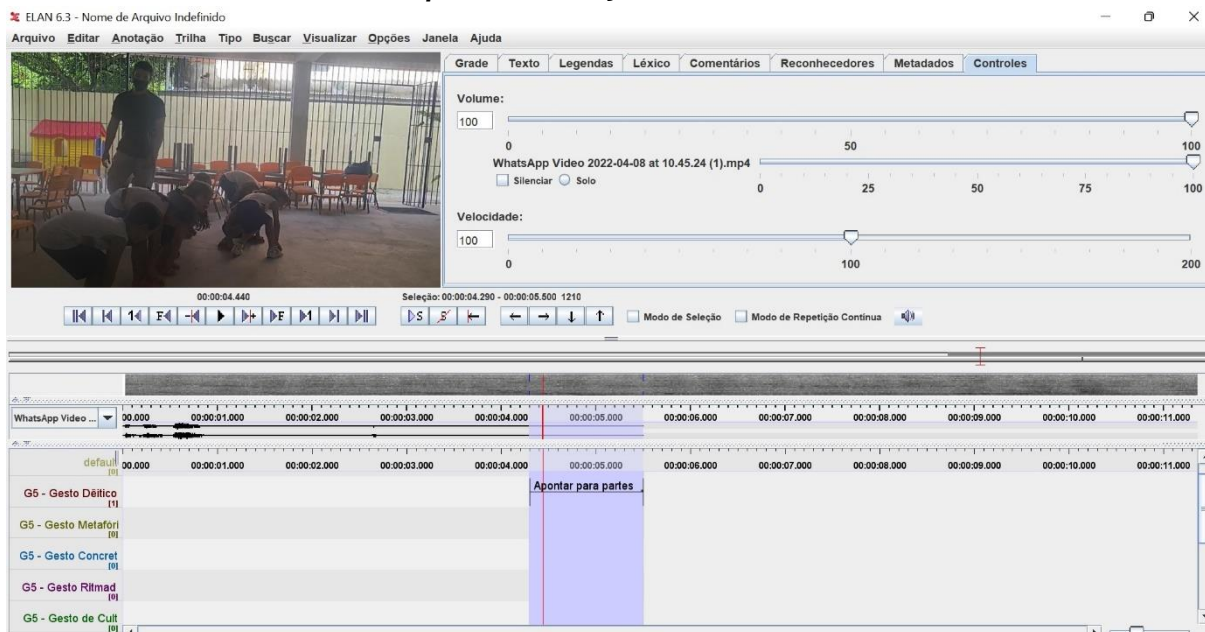 ELAN 6.3 - Nome de Arquivo Indefinido
Arquivo Editar Anotação Trilha Tipo Buscar Visualizar Opções Janela Ajuda
Grade Texto Legendas Léxico Comentários Reconhecedores Metadados Controles
Volume:
100
0 50 100
WhatsApp Video 2022-04-08 at 10.45.24 (1).mp4
Silenciar Solo
0 25 50 75 100
Velocidade:
100
0 100 200
00:00:04.440 Seleção: 00:00:04.290 - 00:00:05.500 1210
1 F F 1 S S Modo de Seleção Modo de Repetição Contínua
WhatsApp Video ... 00.000 00:00:01.000 00:00:02.000 00:00:03.000 00:00:04.000 00:00:05.000 00:00:06.000 00:00:07.000 00:00:08.000 00:00:09.000 00:00:10.000 00:00:11.000
default 00.000 00:00:01.000 00:00:02.000 00:00:03.000 00:00:04.000 00:00:05.000 00:00:06.000 00:00:07.000 00:00:08.000 00:00:09.000 00:00:10.000 00:00:11.000
[0]
G5 - Gesto Dêitico Apontar para partes
[1]
G5 - Gesto Metafóri
[0]
G5 - Gesto Concret
[0]
G5 - Gesto Ritmad
[0]
G5 - Gesto de Cult
[0]